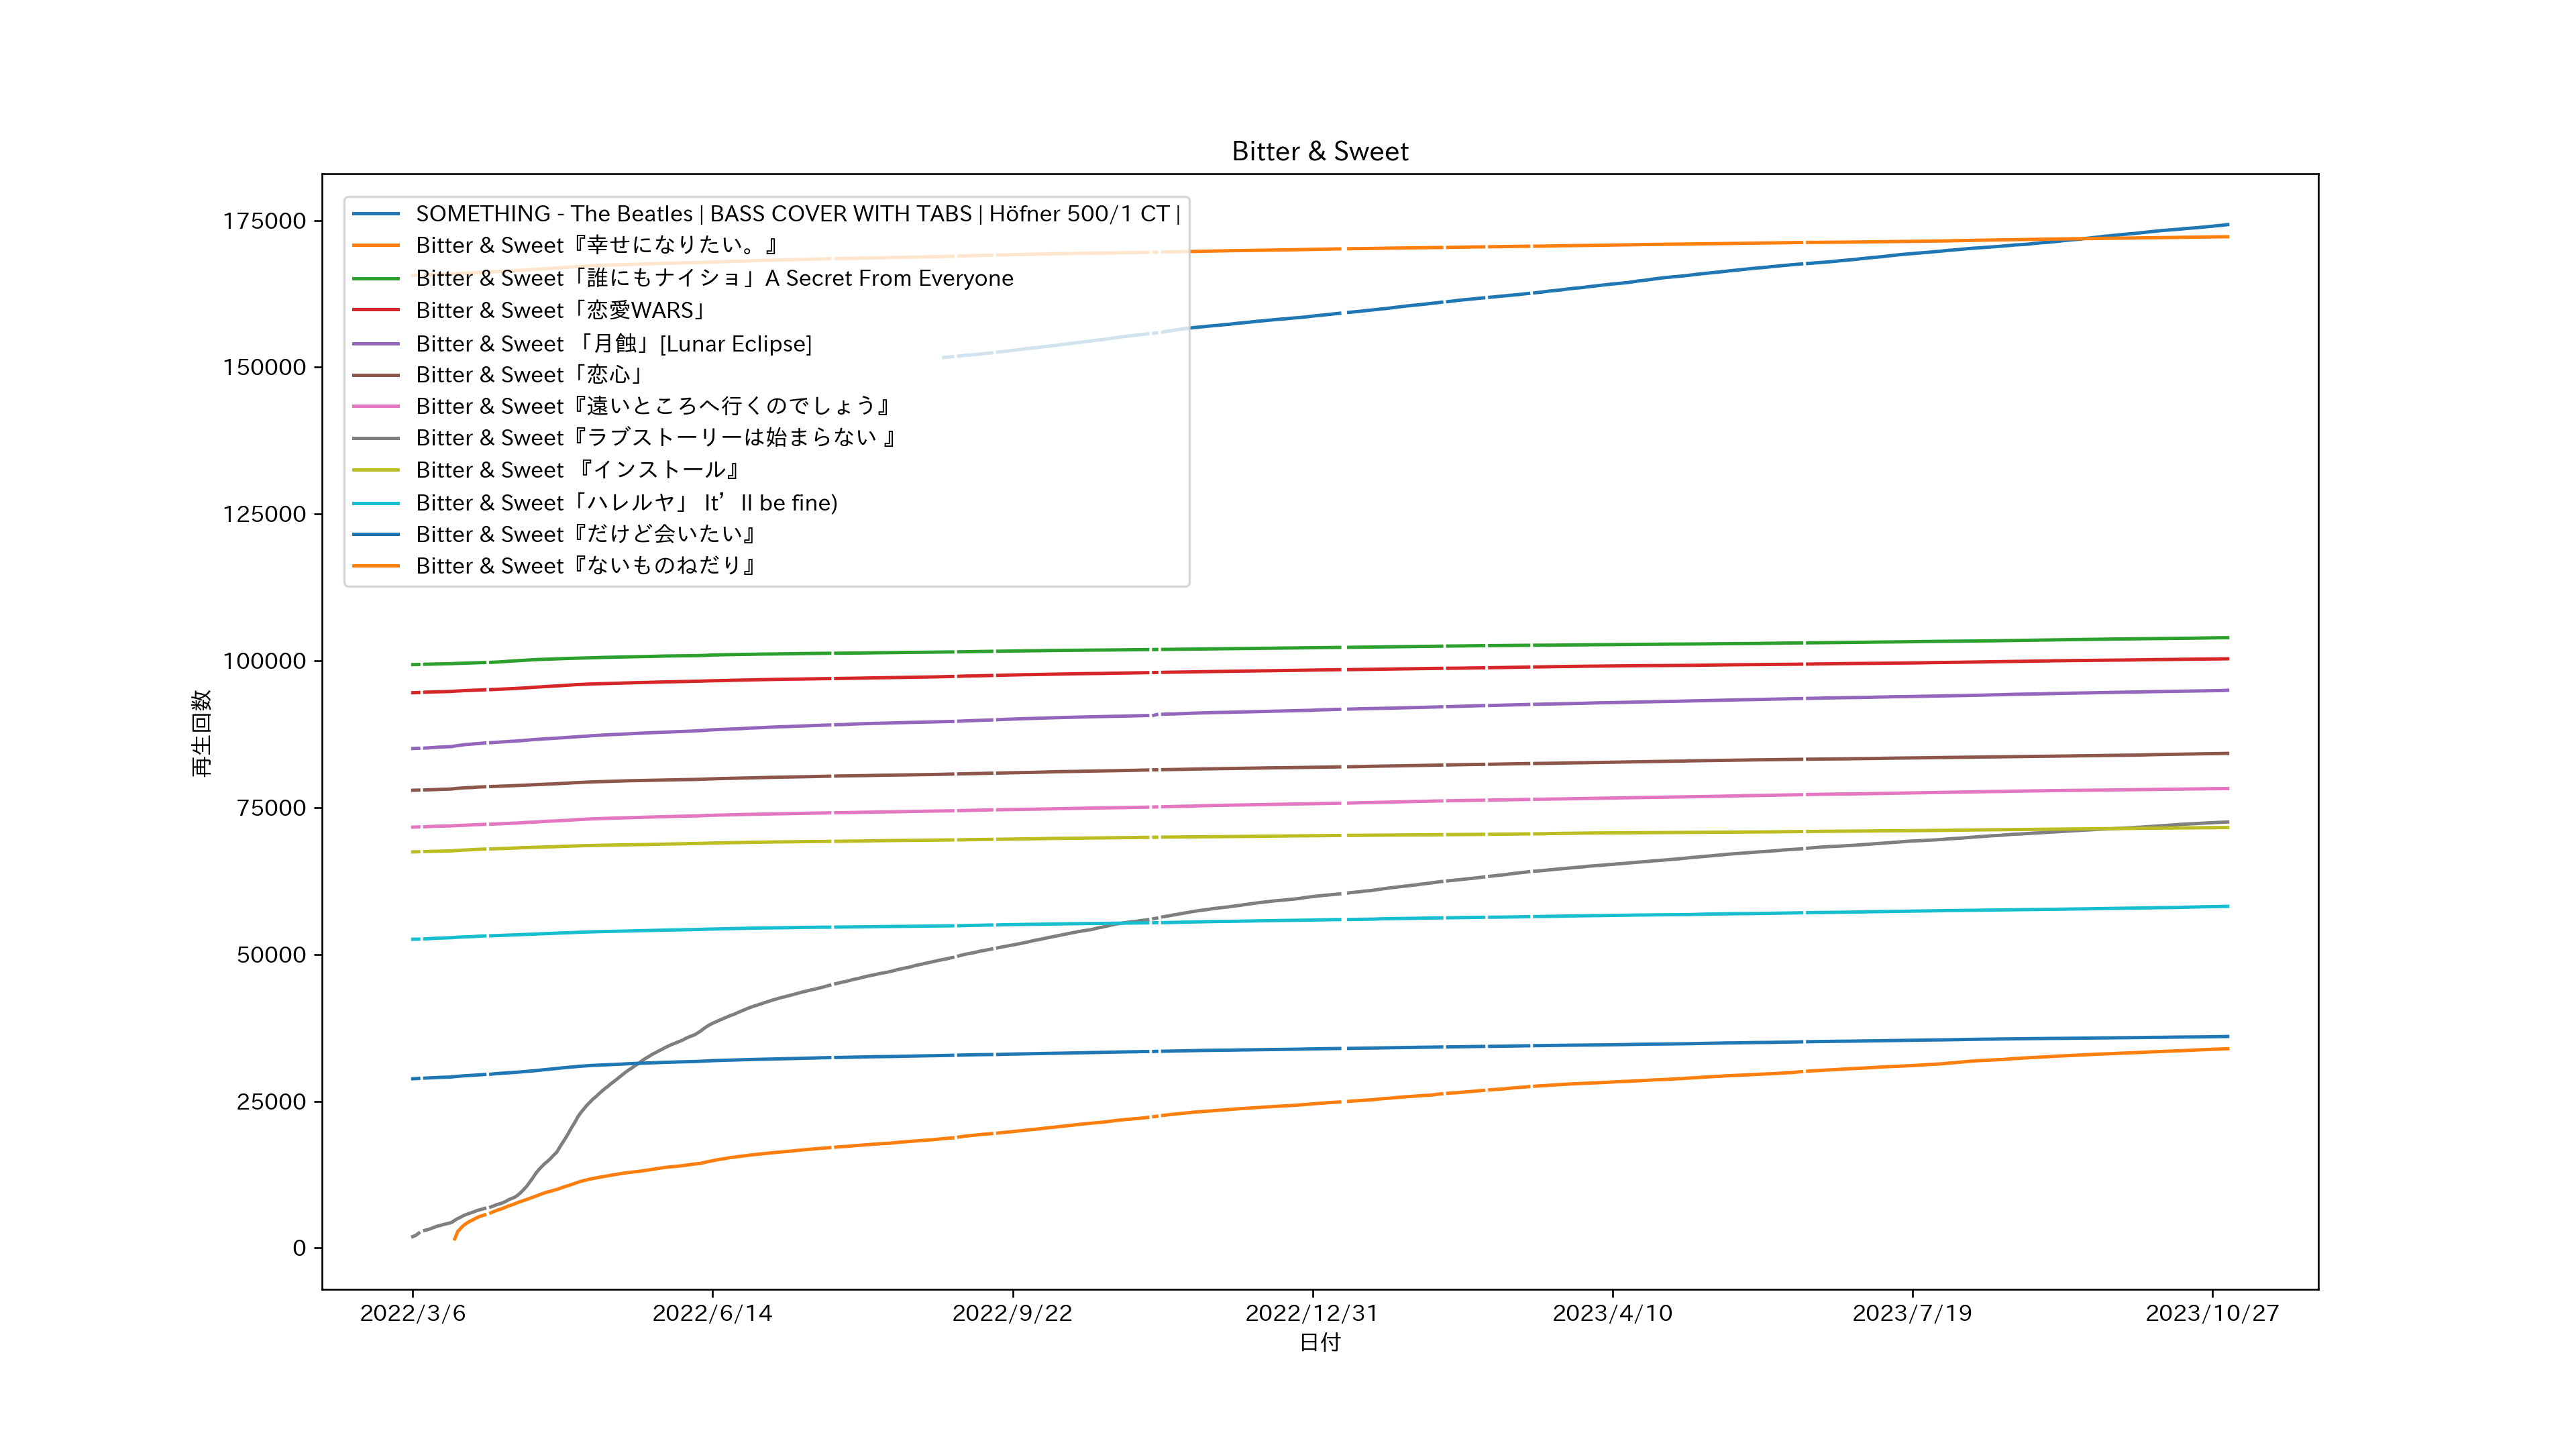 Bitter & Sweet
175000
150000
125000
100000
75000
50000
25000
0
再生回数
SOMETHING - The Beatles | BASS COVER WITH TABS | Höfner 500/1 CT |
Bitter & Sweet『幸せになりたい。』
Bitter & Sweet「誰にもナイショ」A Secret From Everyone
Bitter & Sweet「恋愛WARS」
Bitter & Sweet 「月蝕」[Lunar Eclipse]
Bitter & Sweet「恋心」
Bitter & Sweet『遠いところへ行くのでしょう』
Bitter & Sweet『ラブストーリーは始まらない 』
Bitter & Sweet 『インストール』
Bitter & Sweet「ハレルヤ」 It’ll be fine)
Bitter & Sweet『だけど会いたい』
Bitter & Sweet『ないものねだり』
2022/3/6 2022/6/14 2022/9/22 2022/12/31 2023/4/10 2023/7/19 2023/10/27
日付